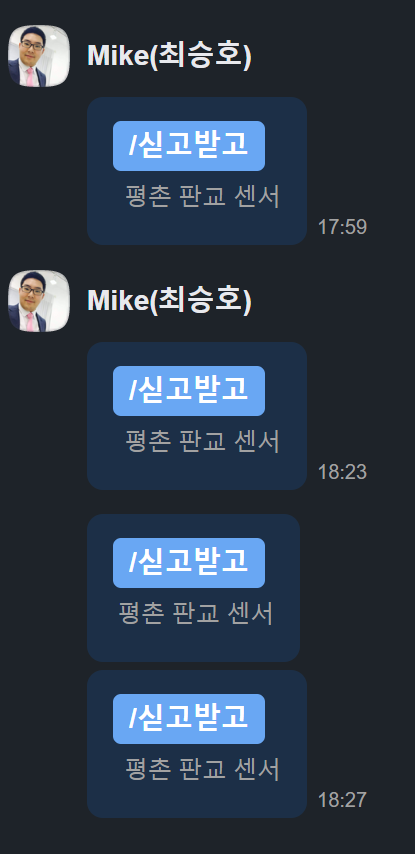 Mike(최승호)
/싣고받고
평촌 판교 센서
17:59
Mike(최승호)
/싣고받고
평촌 판교 센서
18:23
/싣고받고
평촌 판교 센서
/싣고받고
평촌 판교 센서
18:27